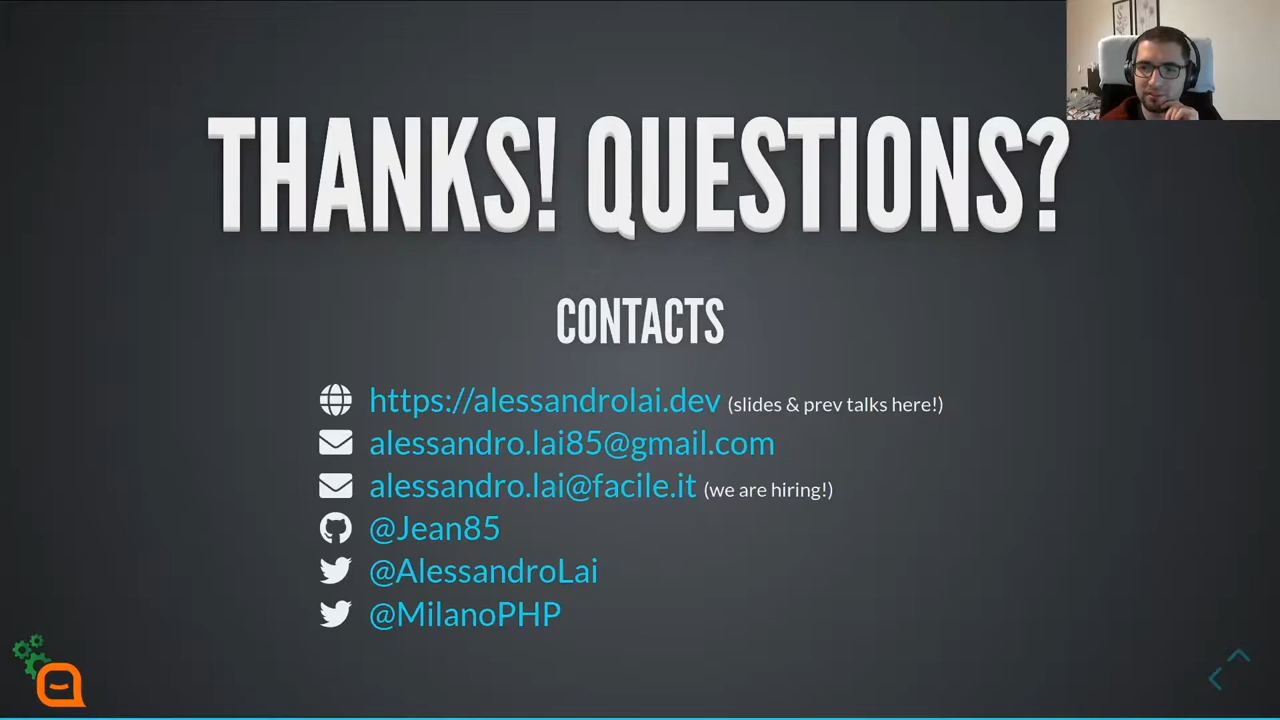 THANKS! QUESTIONS?
CONTACTS
https://alessandrolai.dev (slides & prev talks here!)
alessandro.lai85@gmail.com
alessandro.lai@facile.it (we are hiring!)
@Jean85
@AlessandroLai
@MilanoPHP